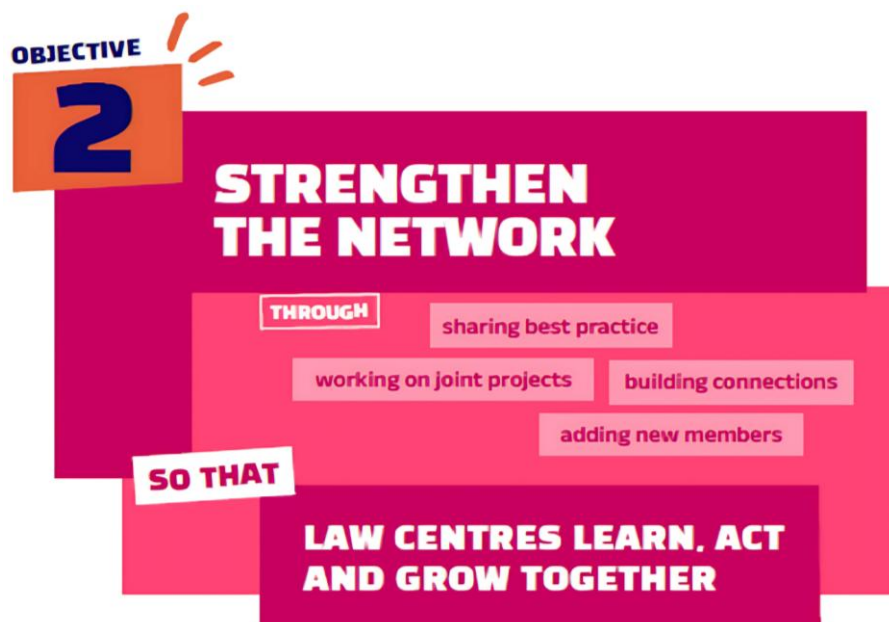 OBJECTIVE
2
STRENGTHEN
THE NETWORK
THROUGH
sharing best practice
working on joint projects
building connections
adding new members
SO THAT
LAW CENTRES LEARN, ACT
AND GROW TOGETHER